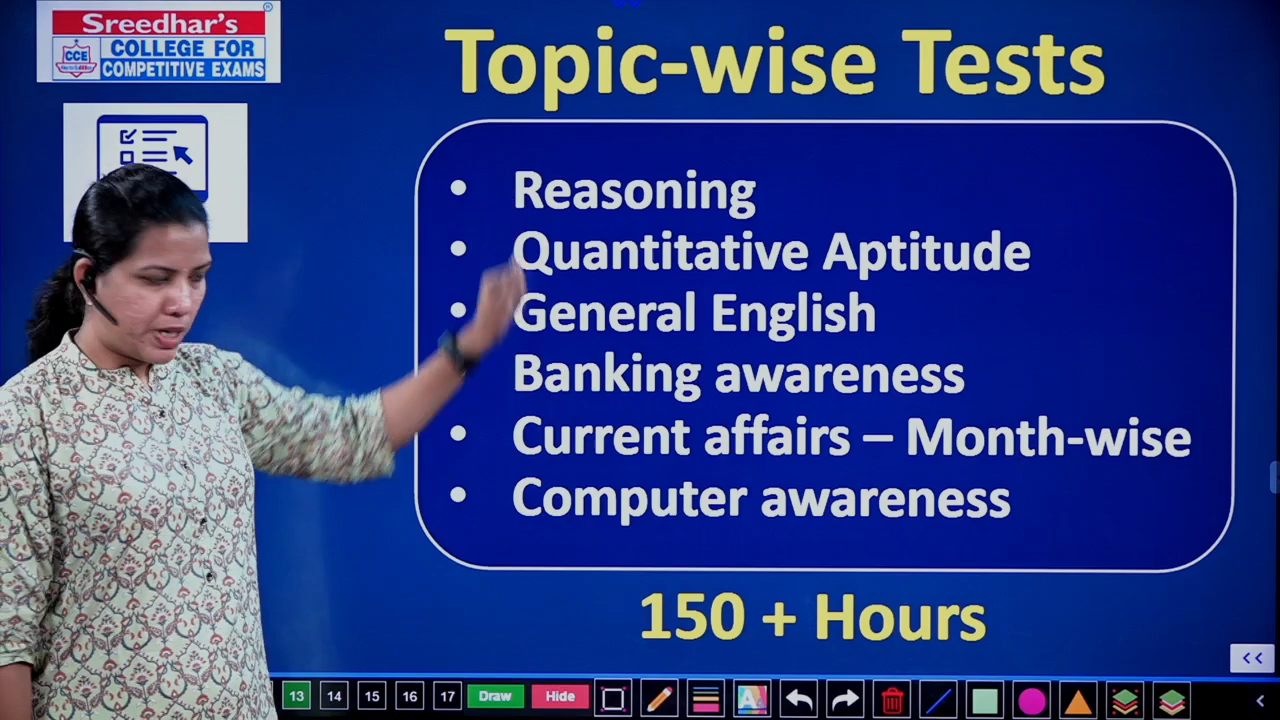 Sreedhar's
CCE
COLLEGE FOR
COMPETITIVE EXAMS
Topic-wise Tests
• Reasoning
• Quantitative Aptitude
• General English
Banking awareness
• Current affairs – Month-wise
• Computer awareness
150 + Hours
<<
13 14 15 16 17 Draw Hide